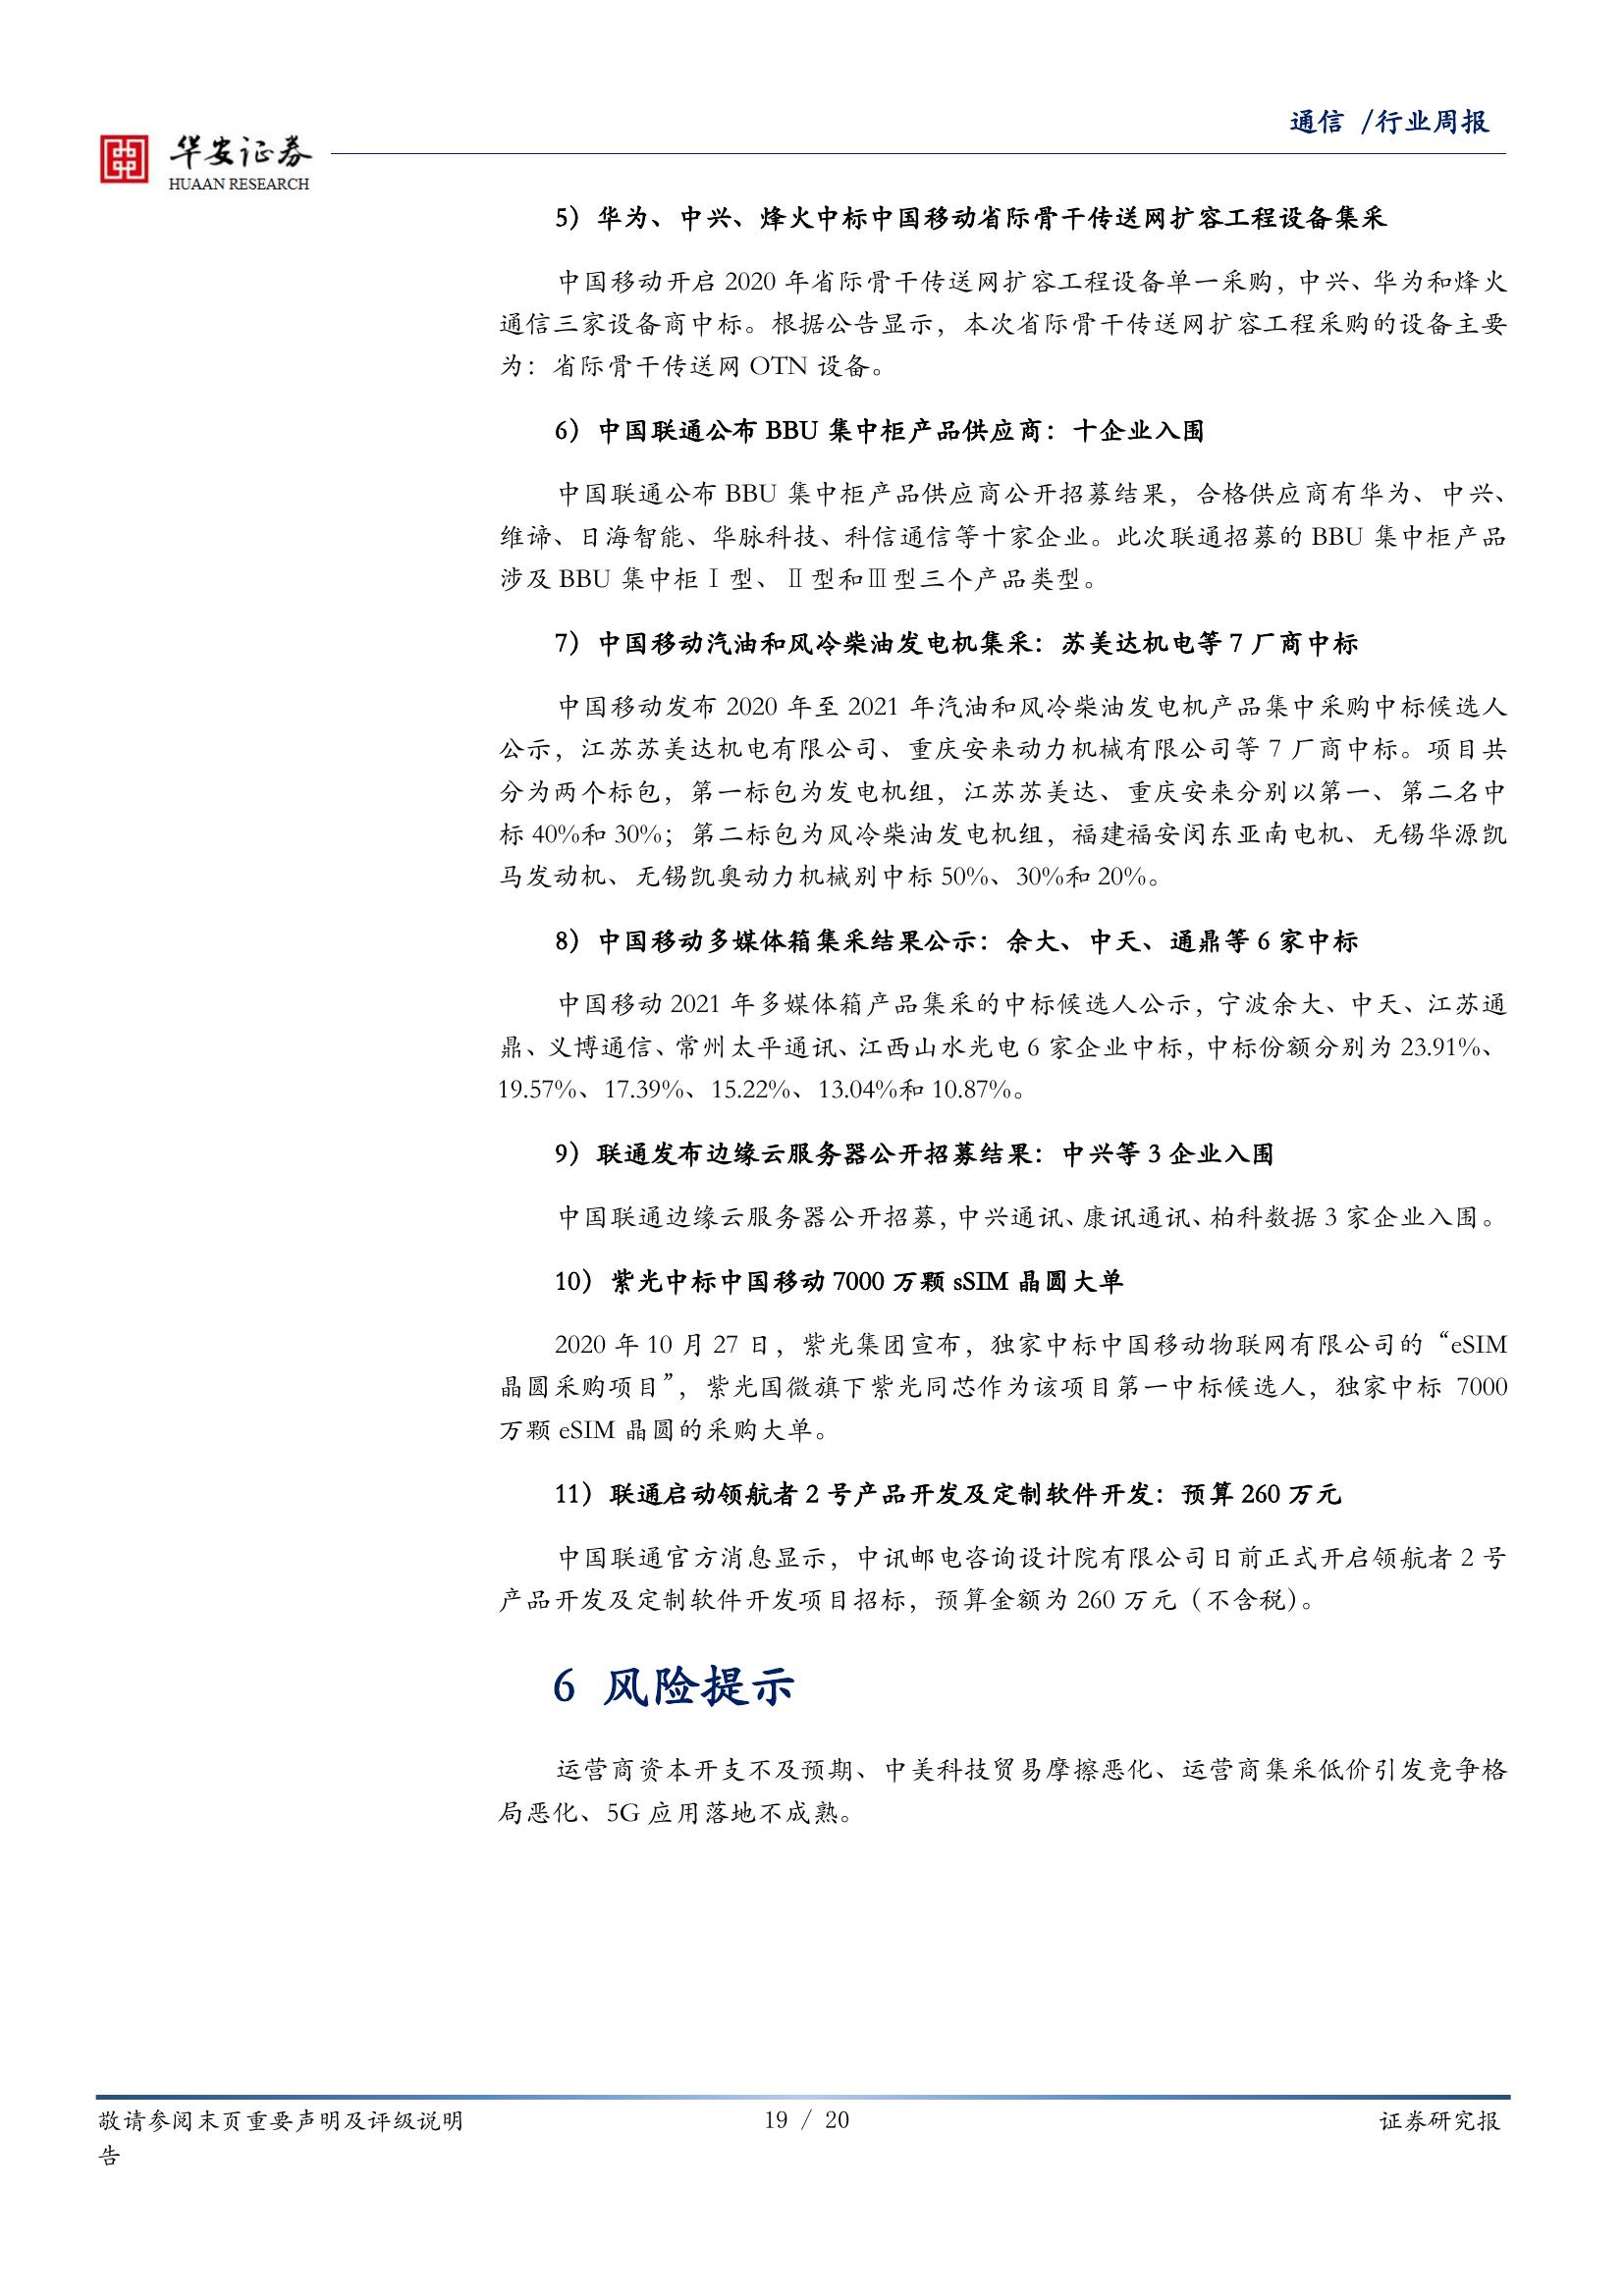 通信 /行业周报
华安证券
HUAAN RESEARCH
5）华为、中兴、烽火中标中国移动省际骨干传送网扩容工程设备集采
中国移动开启 2020 年省际骨干传送网扩容工程设备单一采购，中兴、华为和烽火
通信三家设备商中标。根据公告显示，本次省际骨干传送网扩容工程采购的设备主要
为：省际骨干传送网 OTN 设备。
6）中国联通公布 BBU 集中柜产品供应商：十企业入围
中国联通公布 BBU 集中柜产品供应商公开招募结果，合格供应商有华为、中兴、
维谛、日海智能、华脉科技、科信通信等十家企业。此次联通招募的 BBU 集中柜产品
涉及 BBU 集中柜Ⅰ型、Ⅱ型和Ⅲ型三个产品类型。
7）中国移动汽油和风冷柴油发电机集采：苏美达机电等 7 厂商中标
中国移动发布 2020 年至 2021 年汽油和风冷柴油发电机产品集中采购中标候选人
公示，江苏苏美达机电有限公司、重庆安来动力机械有限公司等 7 厂商中标。项目共
分为两个标包，第一标包为发电机组，江苏苏美达、重庆安来分别以第一、第二名中
标 40%和 30%；第二标包为风冷柴油发电机组，福建福安闵东亚南电机、无锡华源凯
马发动机、无锡凯奥动力机械别中标 50%、30%和 20%。
8）中国移动多媒体箱集采结果公示：余大、中天、通鼎等 6 家中标
中国移动 2021 年多媒体箱产品集采的中标候选人公示，宁波余大、中天、江苏通
鼎、义博通信、常州太平通讯、江西山水光电 6 家企业中标，中标份额分别为 23.91%、
19.57%、17.39%、15.22%、13.04%和 10.87%。
9）联通发布边缘云服务器公开招募结果：中兴等 3 企业入围
中国联通边缘云服务器公开招募，中兴通讯、康讯通讯、柏科数据 3 家企业入围。
10）紫光中标中国移动 7000 万颗 sSIM 晶圆大单
2020 年 10 月 27 日，紫光集团宣布，独家中标中国移动物联网有限公司的“eSIM
晶圆采购项目”，紫光国微旗下紫光同芯作为该项目第一中标候选人，独家中标 7000
万颗 eSIM 晶圆的采购大单。
11）联通启动领航者 2 号产品开发及定制软件开发：预算 260 万元
中国联通官方消息显示，中讯邮电咨询设计院有限公司日前正式开启领航者 2 号
产品开发及定制软件开发项目招标，预算金额为 260 万元（不含税）。
6 风险提示
运营商资本开支不及预期、中美科技贸易摩擦恶化、运营商集采低价引发竞争格
局恶化、5G 应用落地不成熟。
敬请参阅末页重要声明及评级说明 19 / 20 证券研究报
告